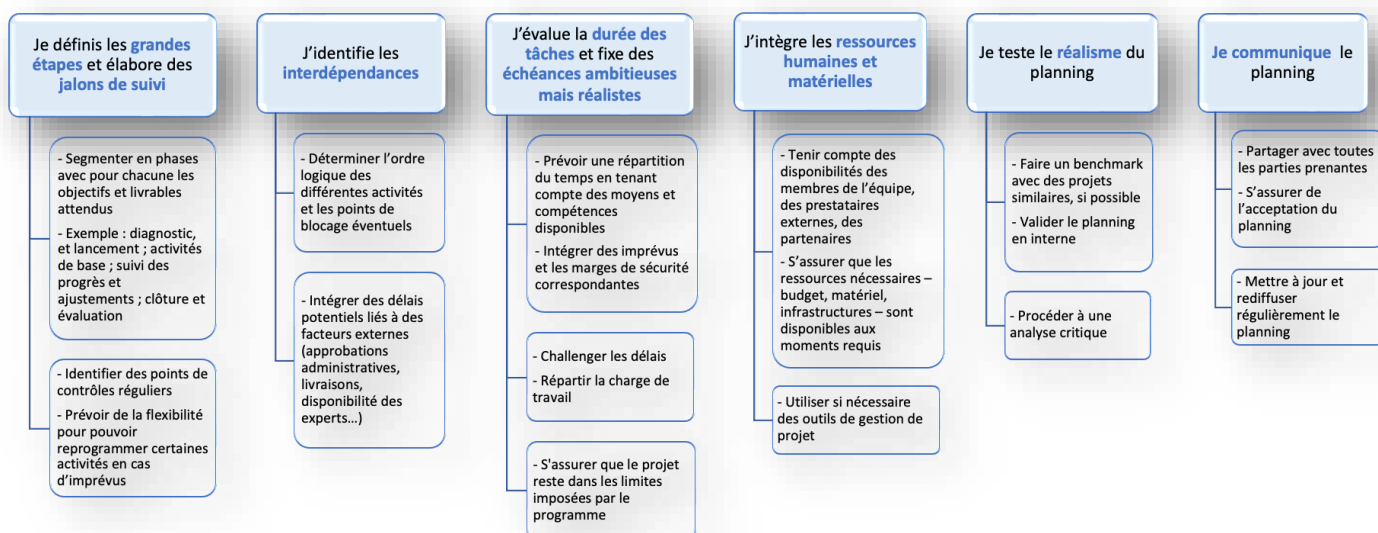 Je définis les grandes
étapes et élabore des
jalons de suivi
- Segmenter en phases
avec pour chacune les
objectifs et livrables
attendus
- Exemple : diagnostic,
et lancement ; activités
de base ; suivi des
progrès et
ajustements ; clôture et
évaluation
- Identifier des points de
contrôles réguliers
- Prévoir de la flexibilité
pour pouvoir
reprogrammer certaines
activités en cas
d’imprévus
J’identifie les
interdépendances
- Déterminer l’ordre
logique des
différentes activités
et les points de
blocage éventuels
- Intégrer des délais
potentiels liés à des
facteurs externes
(approbations
administratives,
livraisons,
disponibilité des
experts…)
J’évalue la durée des
tâches et fixe des
échéances ambitieuses
mais réalistes
- Prévoir une répartition
du temps en tenant
compte des moyens et
compétences
disponibles
- Intégrer des imprévus
et les marges de sécurité
correspondantes
- Challenger les délais
- Répartir la charge de
travail
- S'assurer que le projet
reste dans les limites
imposées par le
programme
J’intègre les ressources
humaines et
matérielles
- Tenir compte des
disponibilités des
membres de l’équipe,
des prestataires
externes, des
partenaires
- S’assurer que les
ressources nécessaires –
budget, matériel,
infrastructures – sont
disponibles aux
moments requis
- Utiliser si nécessaire
des outils de gestion de
projet
Je teste le réalisme du
planning
- Faire un benchmark
avec des projets
similaires, si possible
- Valider le planning
en interne
- Procéder à une
analyse critique
Je communique le
planning
- Partager avec toutes
les parties prenantes
- S’assurer de
l’acceptation du
planning
- Mettre à jour et
rediffuser
régulièrement le
planning